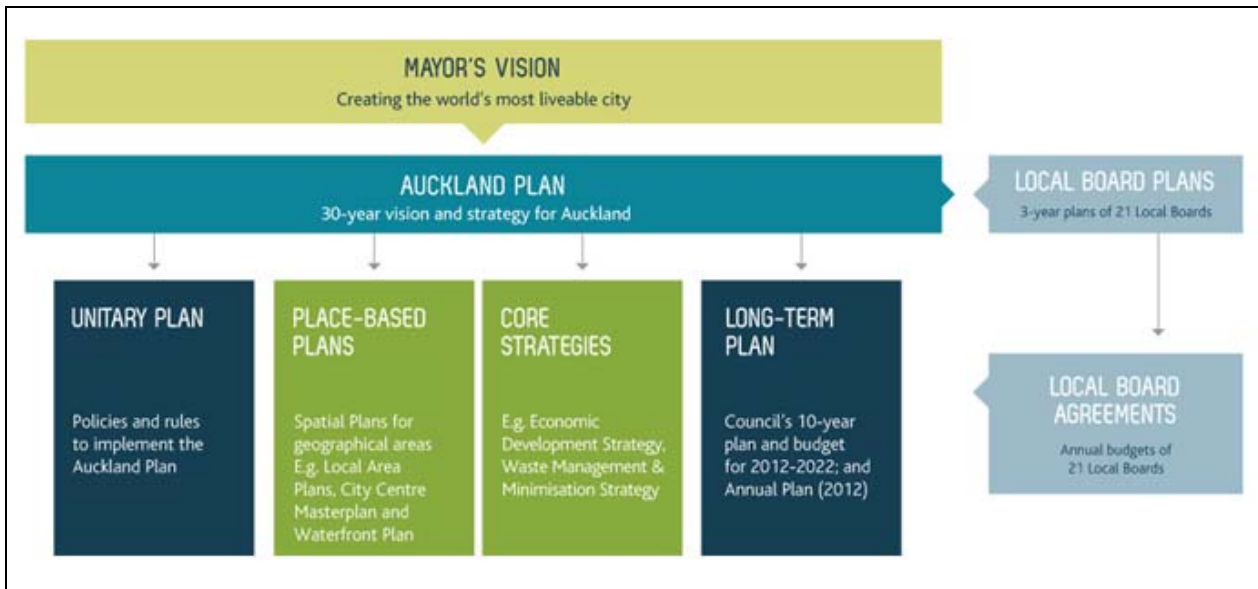 MAYOR'S VISION
Creating the world's most liveable city
AUCKLAND PLAN
30-year vision and strategy for Auckland
LOCAL BOARD PLANS
3-year plans of 21 Local Boards
UNITARY PLAN
Policies and rules
to implement the
Auckland Plan
PLACE-BASED
PLANS
Spatial Plans for
geographical areas
E.g. Local Area
Plans, City Centre
Masterplan and
Waterfront Plan
CORE
STRATEGIES
E.g. Economic
Development Strategy,
Waste Management &
Minimisation Strategy
LONG-TERM
PLAN
Council's 10-year
plan and budget
for 2012-2022; and
Annual Plan (2012)
LOCAL BOARD
AGREEMENTS
Annual budgets of
21 Local Boards